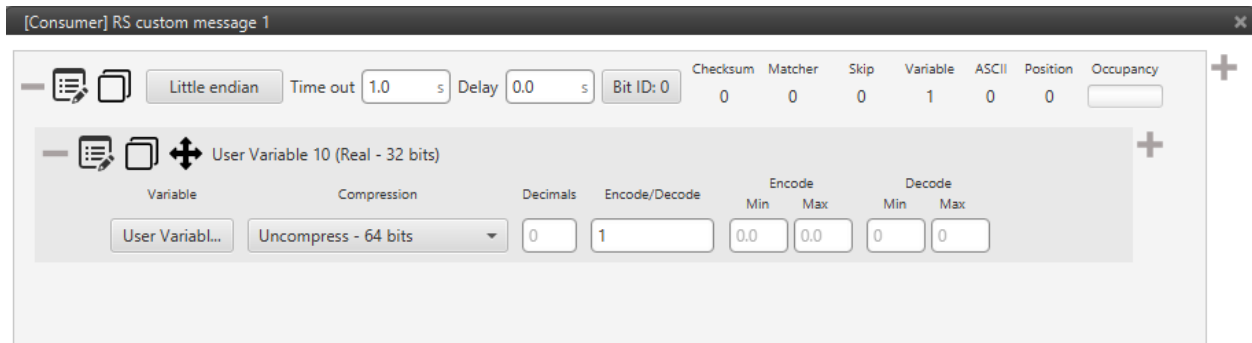 [Consumer] RS custom message 1
Little endian Time out 1.0 s Delay 0.0 s Bit ID: 0
Checksum Matcher Skip Variable ASCII Position Occupancy
0 0 0 1 0 0
User Variable 10 (Real - 32 bits)
Variable Compression Decimals Encode/Decode Encode Decode
Min Max Min Max
User Variabl... Uncompress - 64 bits 0 1 0.0 0.0 0 0